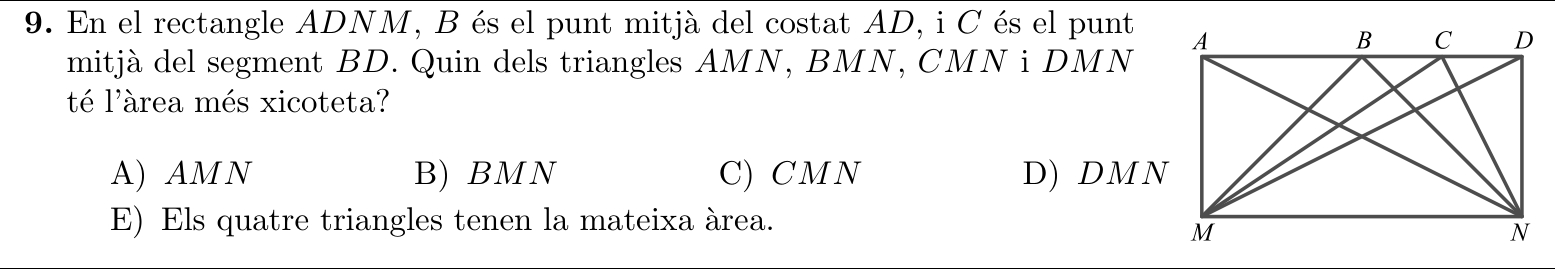 9. En el rectangle ADNM, B és el punt mitjà del costat AD, i C és el punt
mitjà del segment BD. Quin dels triangles AMN, BMN, CMN i DMN
té l'àrea més xicoteta?
A) AMN B) BMN C) CMN D) DMN
E) Els quatre triangles tenen la mateixa àrea.
A B C D
M N